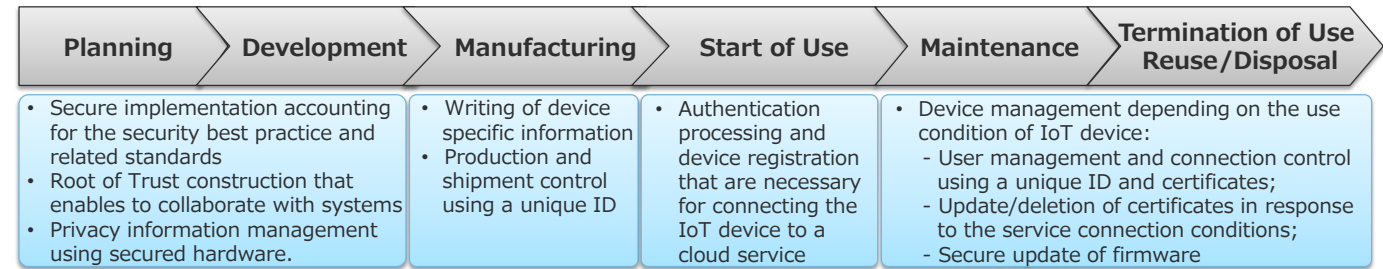 Planning
Development
Manufacturing
Start of Use
Maintenance
Termination of Use
Reuse/Disposal
• Secure implementation accounting
for the security best practice and
related standards
• Root of Trust construction that
enables to collaborate with systems
• Privacy information management
using secured hardware.
• Writing of device
specific information
• Production and
shipment control
using a unique ID
• Authentication
processing and
device registration
that are necessary
for connecting the
IoT device to a
cloud service
• Device management depending on the use
condition of IoT device:
- User management and connection control
using a unique ID and certificates;
- Update/deletion of certificates in response
to the service connection conditions;
- Secure update of firmware